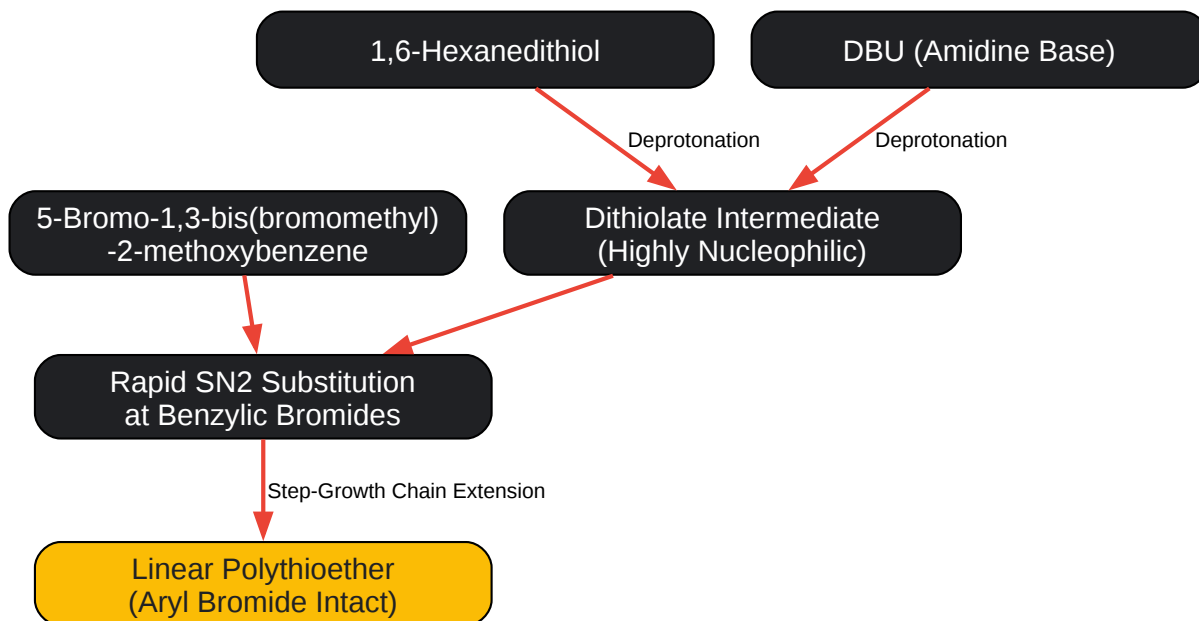 1,6-Hexanedithiol
DBU (Amidine Base)
Deprotonation
Deprotonation
5-Bromo-1,3-bis(bromomethyl)
-2-methoxybenzene
Dithiolate Intermediate
(Highly Nucleophilic)
Rapid SN2 Substitution
at Benzylic Bromides
Step-Growth Chain Extension
Linear Polythioether
(Aryl Bromide Intact)